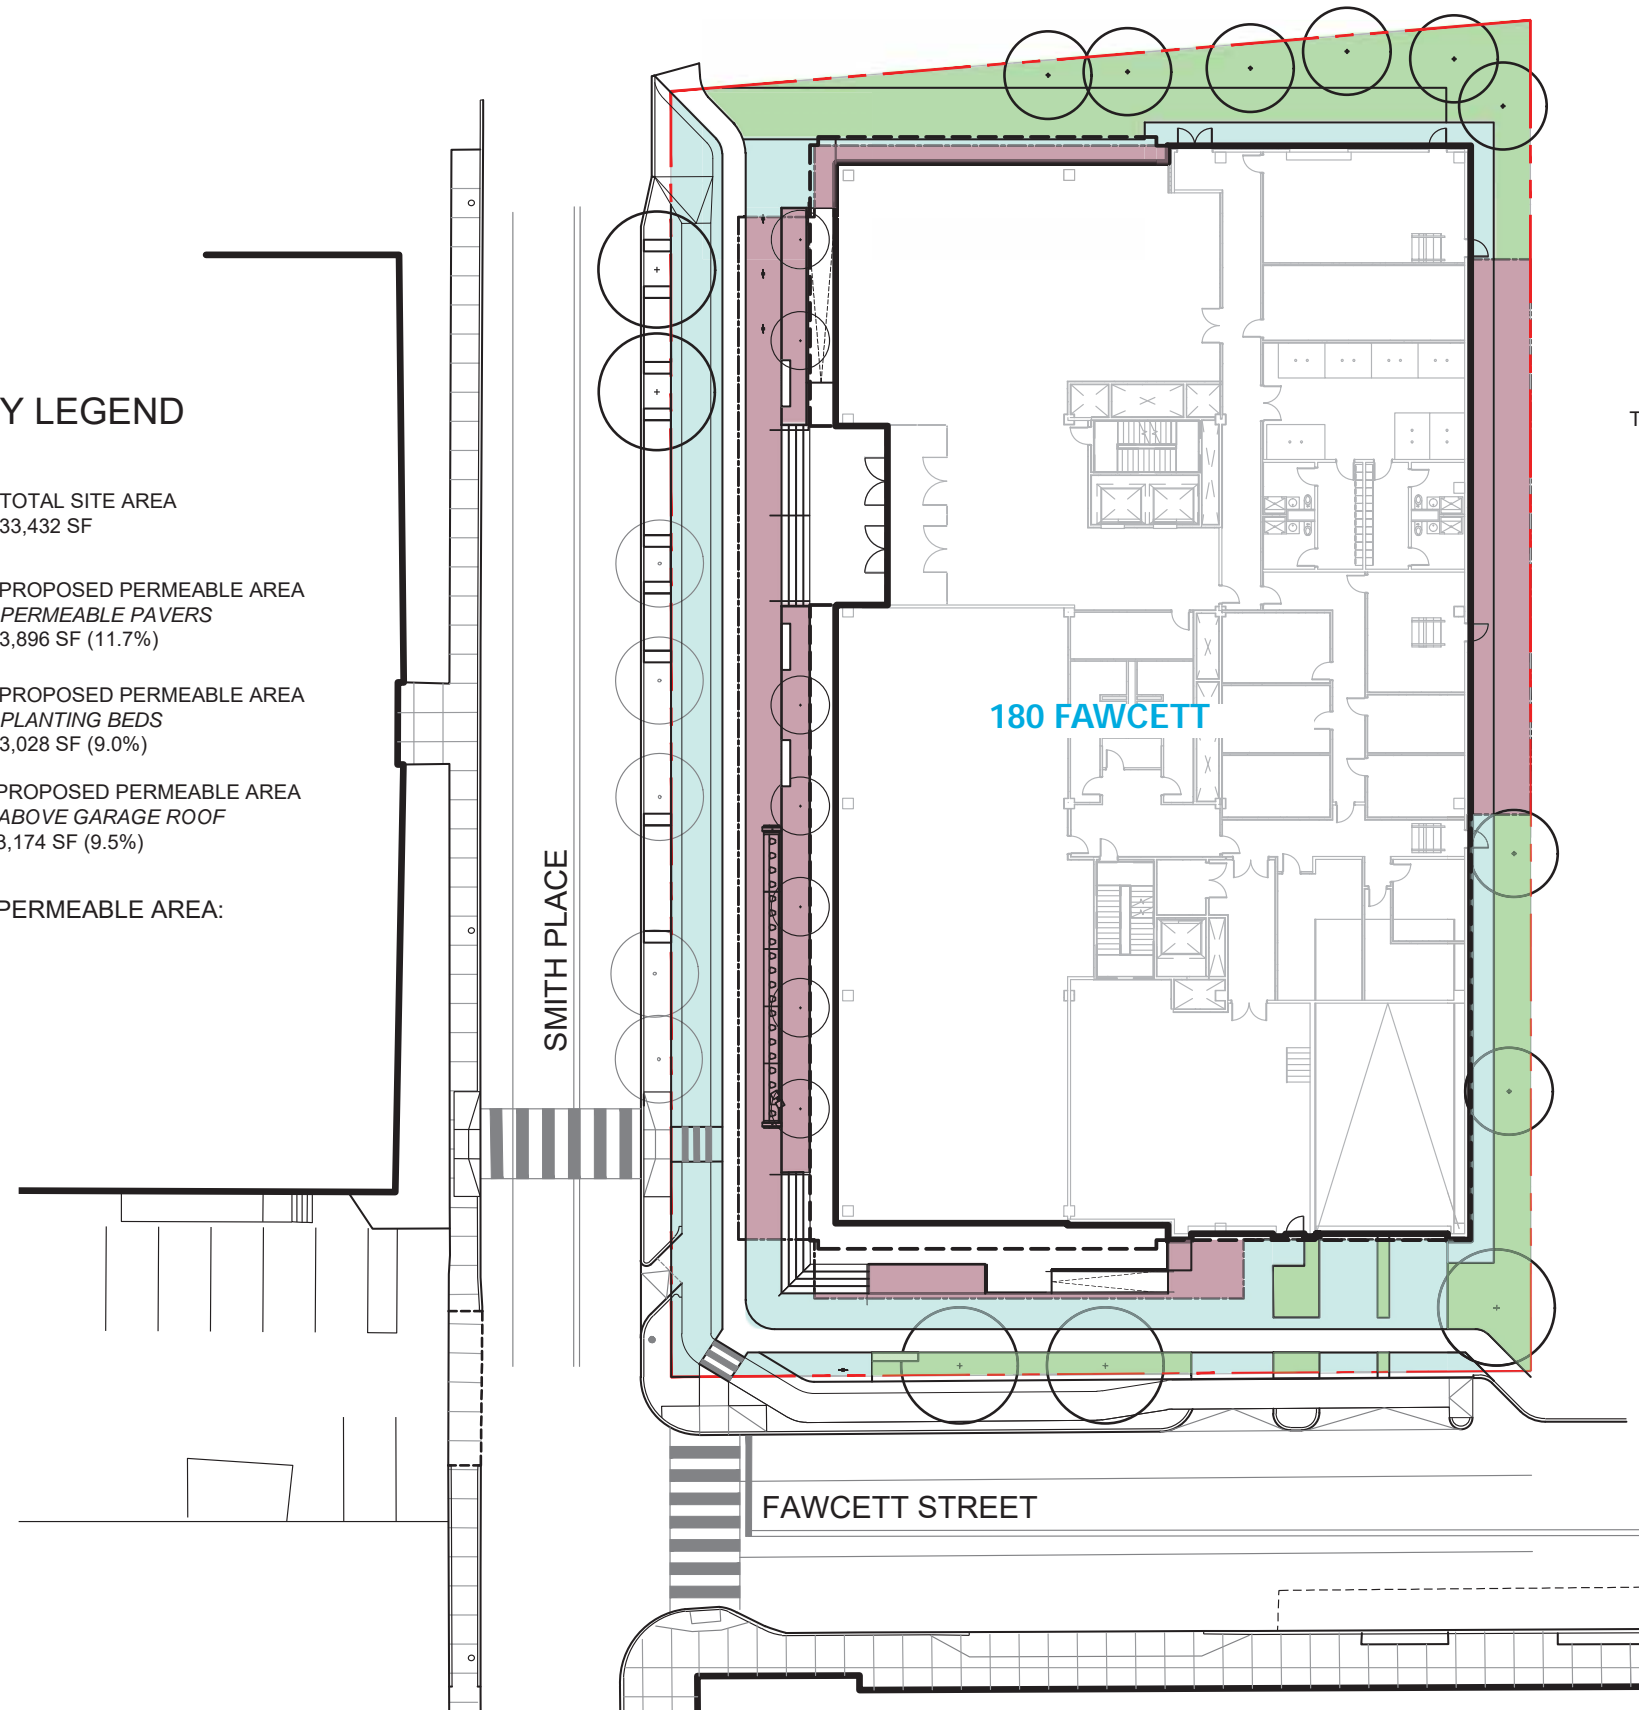 Y LEGEND
TOTAL SITE AREA
33,432 SF
PROPOSED PERMEABLE AREA
PERMEABLE PAVERS
3,896 SF (11.7%)
PROPOSED PERMEABLE AREA
PLANTING BEDS
3,028 SF (9.0%)
PROPOSED PERMEABLE AREA
ABOVE GARAGE ROOF
3,174 SF (9.5%)
PERMEABLE AREA:
SMITH PLACE
180 FAWCETT
FAWCETT STREET
T